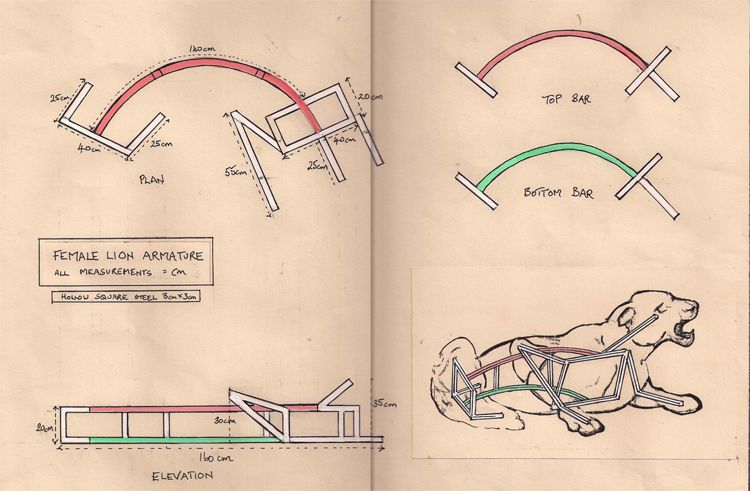 160cm
25cm
20cm
40cm
25cm
55cm
25cm
40cm
PLAN
FEMALE LION ARMATURE
ALL MEASUREMENTS = CM
HOLLOW SQUARE STEEL 3cm x 3cm
20cm
30cm
35cm
160 cm
ELEVATION
TOP BAR
BOTTOM BAR